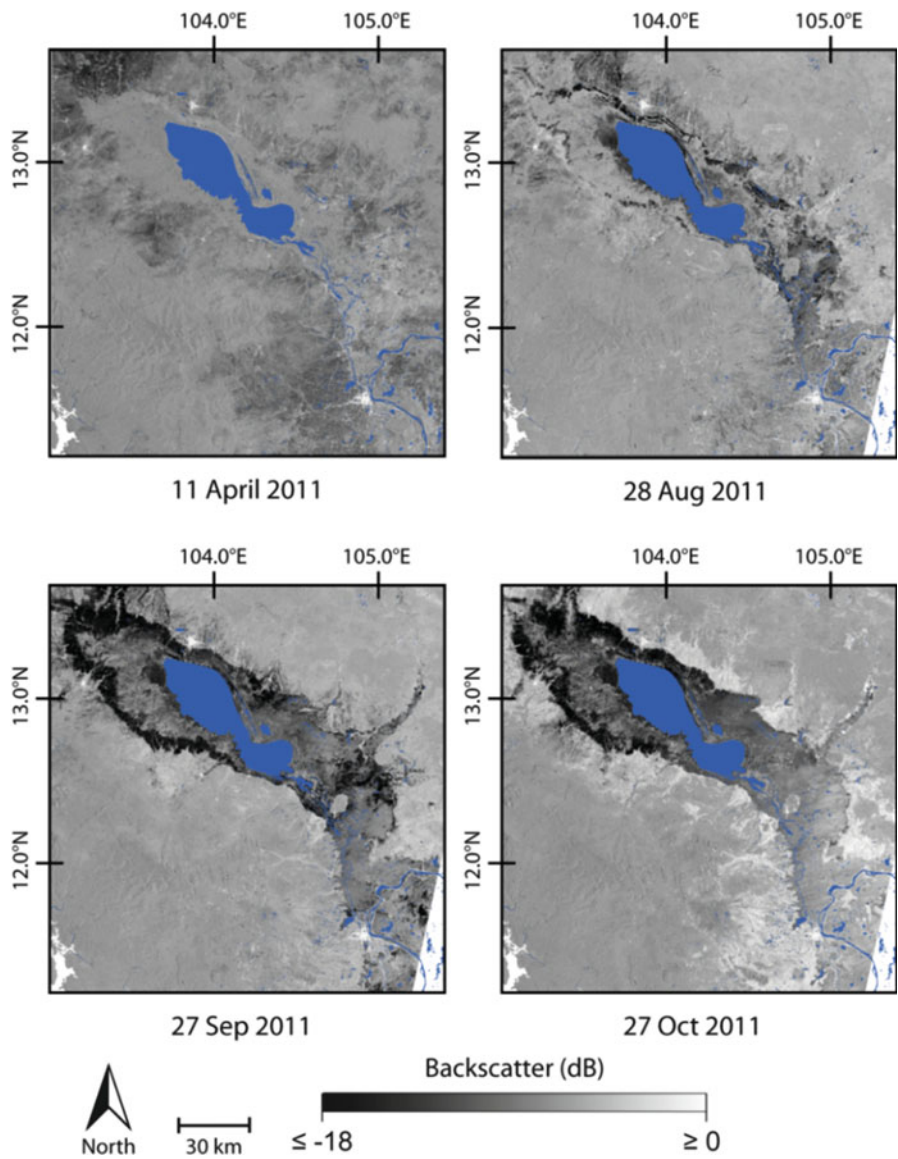 104.0°E 105.0°E 104.0°E 105.0°E
13.0°N 13.0°N
12.0°N 12.0°N
11 April 2011 28 Aug 2011
104.0°E 105.0°E 104.0°E 105.0°E
13.0°N 13.0°N
12.0°N 12.0°N
27 Sep 2011 27 Oct 2011
Backscatter (dB)
North 30 km ≤ -18 ≥ 0